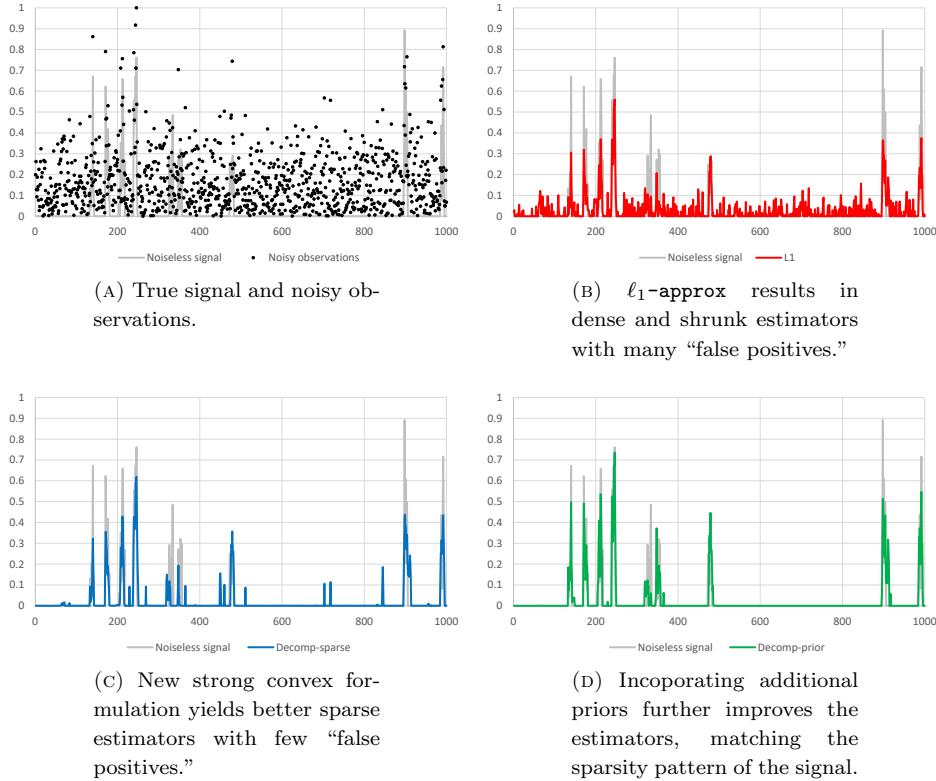 1
0.9
0.8
0.7
0.6
0.5
0.4
0.3
0.2
0.1
0
0 200 400 600 800 1000
Noiseless signal Noisy observations
(A) True signal and noisy ob-
servations.
1
0.9
0.8
0.7
0.6
0.5
0.4
0.3
0.2
0.1
0
0 200 400 600 800 1000
Noiseless signal L1
(B) ℓ1-approx results in
dense and shrunk estimators
with many “false positives.”
1
0.9
0.8
0.7
0.6
0.5
0.4
0.3
0.2
0.1
0
0 200 400 600 800 1000
Noiseless signal Decomp-sparse
(C) New strong convex for-
mulation yields better sparse
estimators with few “false
positives.”
1
0.9
0.8
0.7
0.6
0.5
0.4
0.3
0.2
0.1
0
0 200 400 600 800 1000
Noiseless signal Decomp-prior
(D) Incoporating additional
priors further improves the
estimators, matching the
sparsity pattern of the signal.